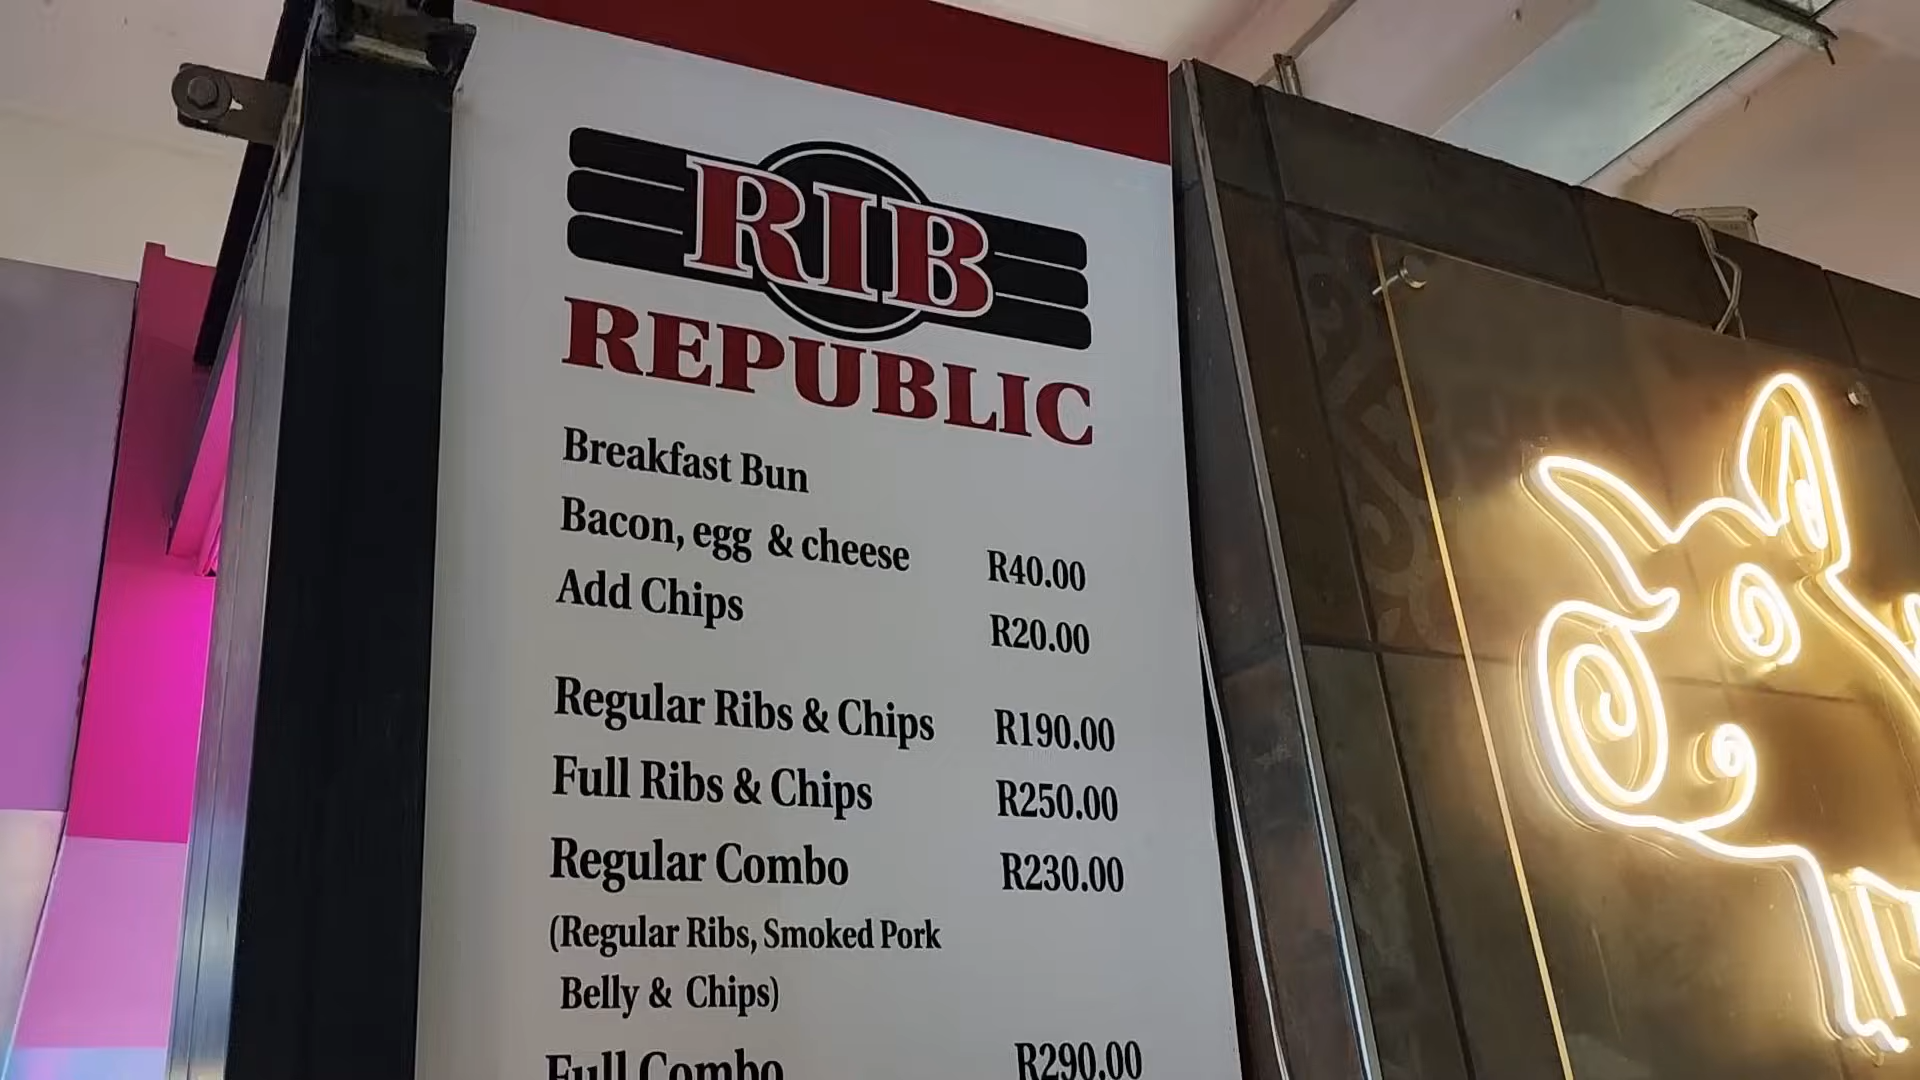 RIB
REPUBLIC
Breakfast Bun
Bacon, egg & cheese R40.00
Add Chips R20.00
Regular Ribs & Chips R190.00
Full Ribs & Chips R250.00
Regular Combo R230.00
(Regular Ribs, Smoked Pork
Belly & Chips)
Full Combo R290.00